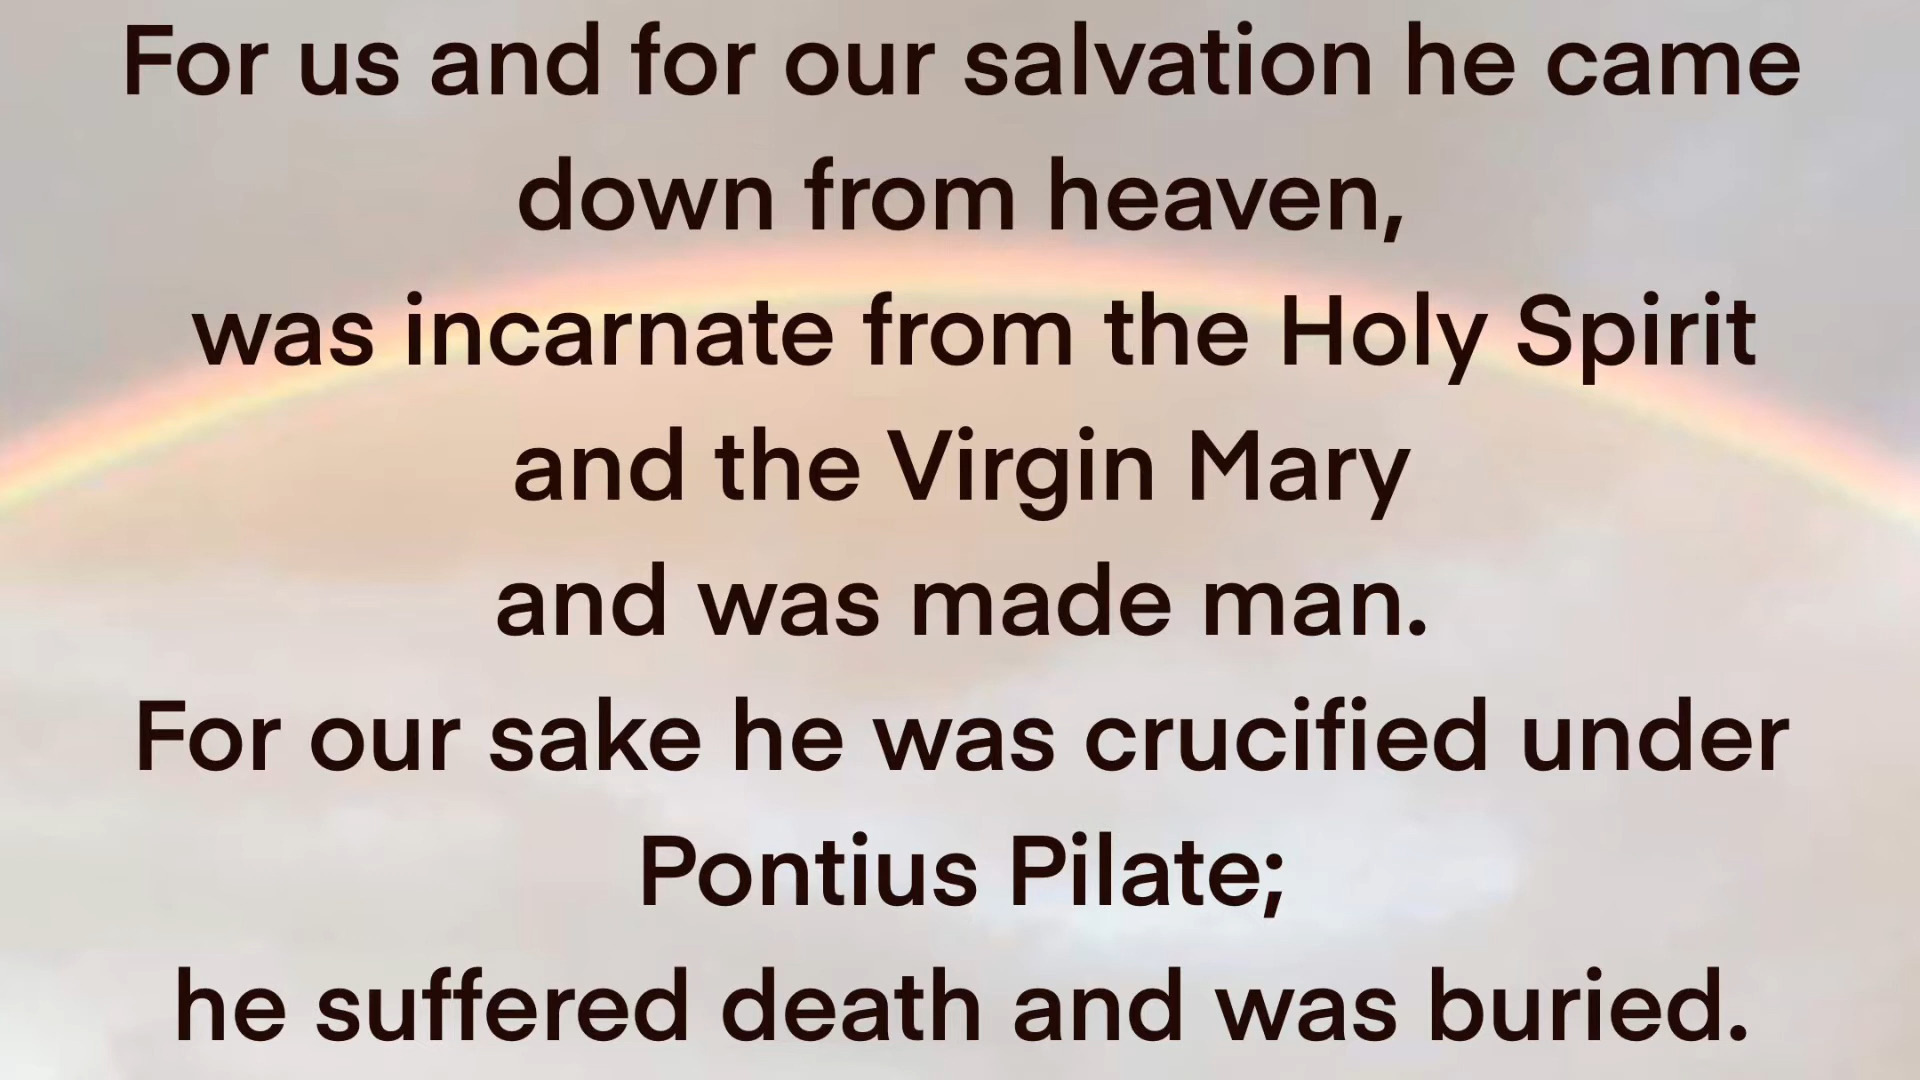 For us and for our salvation he came
down from heaven,
was incarnate from the Holy Spirit
and the Virgin Mary
and was made man.
For our sake he was crucified under
Pontius Pilate;
he suffered death and was buried.